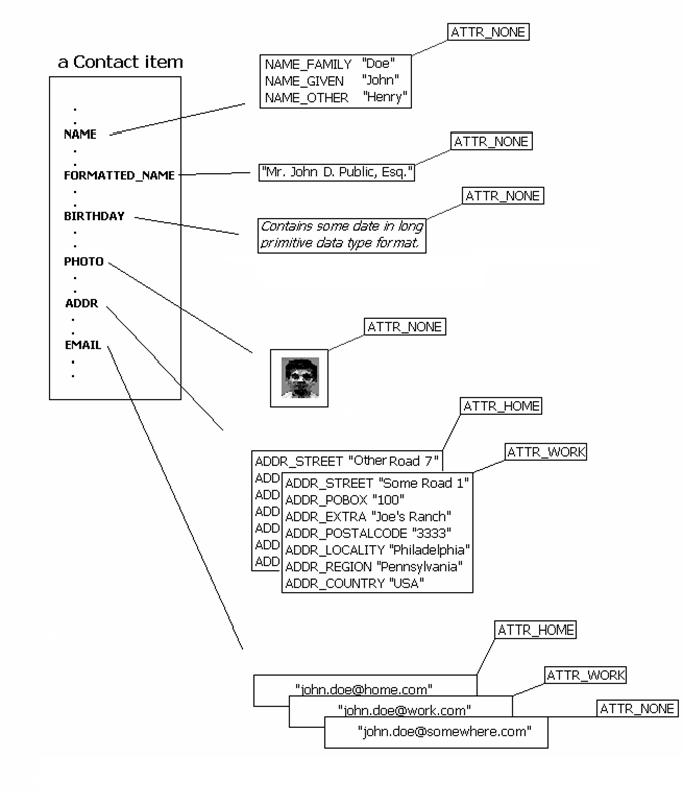 ATTR_NONE
a Contact item
NAME_FAMILY "Doe"
NAME_GIVEN "John"
NAME_OTHER "Henry"
NAME
ATTR_NONE
FORMATTED_NAME
"Mr. John D. Public, Esq."
ATTR_NONE
BIRTHDAY
Contains some date in long
primitive data type format.
PHOTO
ADDR
ATTR_NONE
EMAIL
ATTR_HOME
ADDR_STREET "Other Road 7"
ATTR_WORK
ADD
ADD
ADD
ADD
ADD
ADD
ADDR_STREET "Some Road 1"
ADDR_POBOX "100"
ADDR_EXTRA "Joe's Ranch"
ADDR_POSTALCODE "3333"
ADDR_LOCALITY "Philadelphia"
ADDR_REGION "Pennsylvania"
ADDR_COUNTRY "USA"
ATTR_HOME
"john.doe@home.com"
ATTR_WORK
"john.doe@work.com"
ATTR_NONE
"john.doe@somewhere.com"